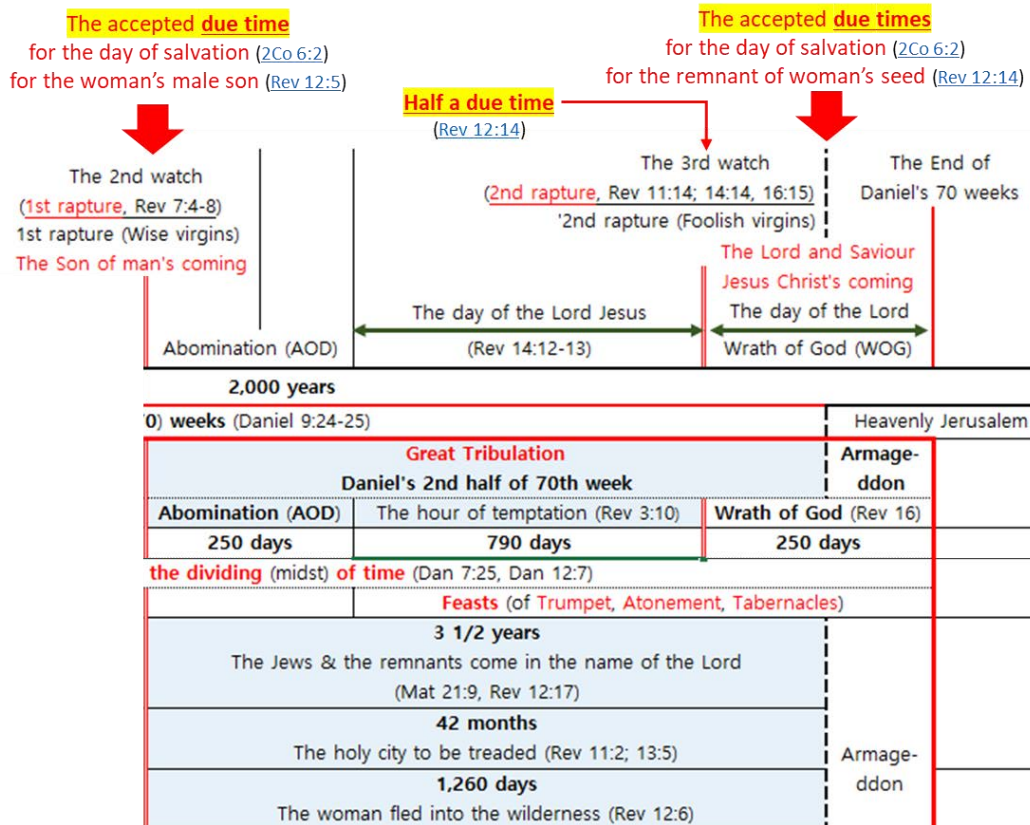 The accepted due time
for the day of salvation (2Co 6:2)
for the woman's male son (Rev 12:5)
The accepted due times
for the day of salvation (2Co 6:2)
for the remnant of woman's seed (Rev 12:14)
Half a due time
(Rev 12:14)
The 2nd watch
(1st rapture, Rev 7:4-8)
1st rapture (Wise virgins)
The Son of man's coming
The 3rd watch
(2nd rapture, Rev 11:14; 14:14, 16:15)
'2nd rapture (Foolish virgins)
The End of
Daniel's 70 weeks
The Lord and Saviour
Jesus Christ's coming
The day of the Lord Jesus
The day of the Lord
Abomination (AOD)
(Rev 14:12-13)
Wrath of God (WOG)
2,000 years
0) weeks (Daniel 9:24-25)
Heavenly Jerusalem
Great Tribulation
Daniel's 2nd half of 70th week
Armage-
ddon
Abomination (AOD)
The hour of temptation (Rev 3:10)
Wrath of God (Rev 16)
250 days
790 days
250 days
the dividing (midst) of time (Dan 7:25, Dan 12:7)
Feasts (of Trumpet, Atonement, Tabernacles)
3 1/2 years
The Jews & the remnants come in the name of the Lord
(Mat 21:9, Rev 12:17)
42 months
The holy city to be treaded (Rev 11:2; 13:5)
Armage-
ddon
1,260 days
The woman fled into the wilderness (Rev 12:6)